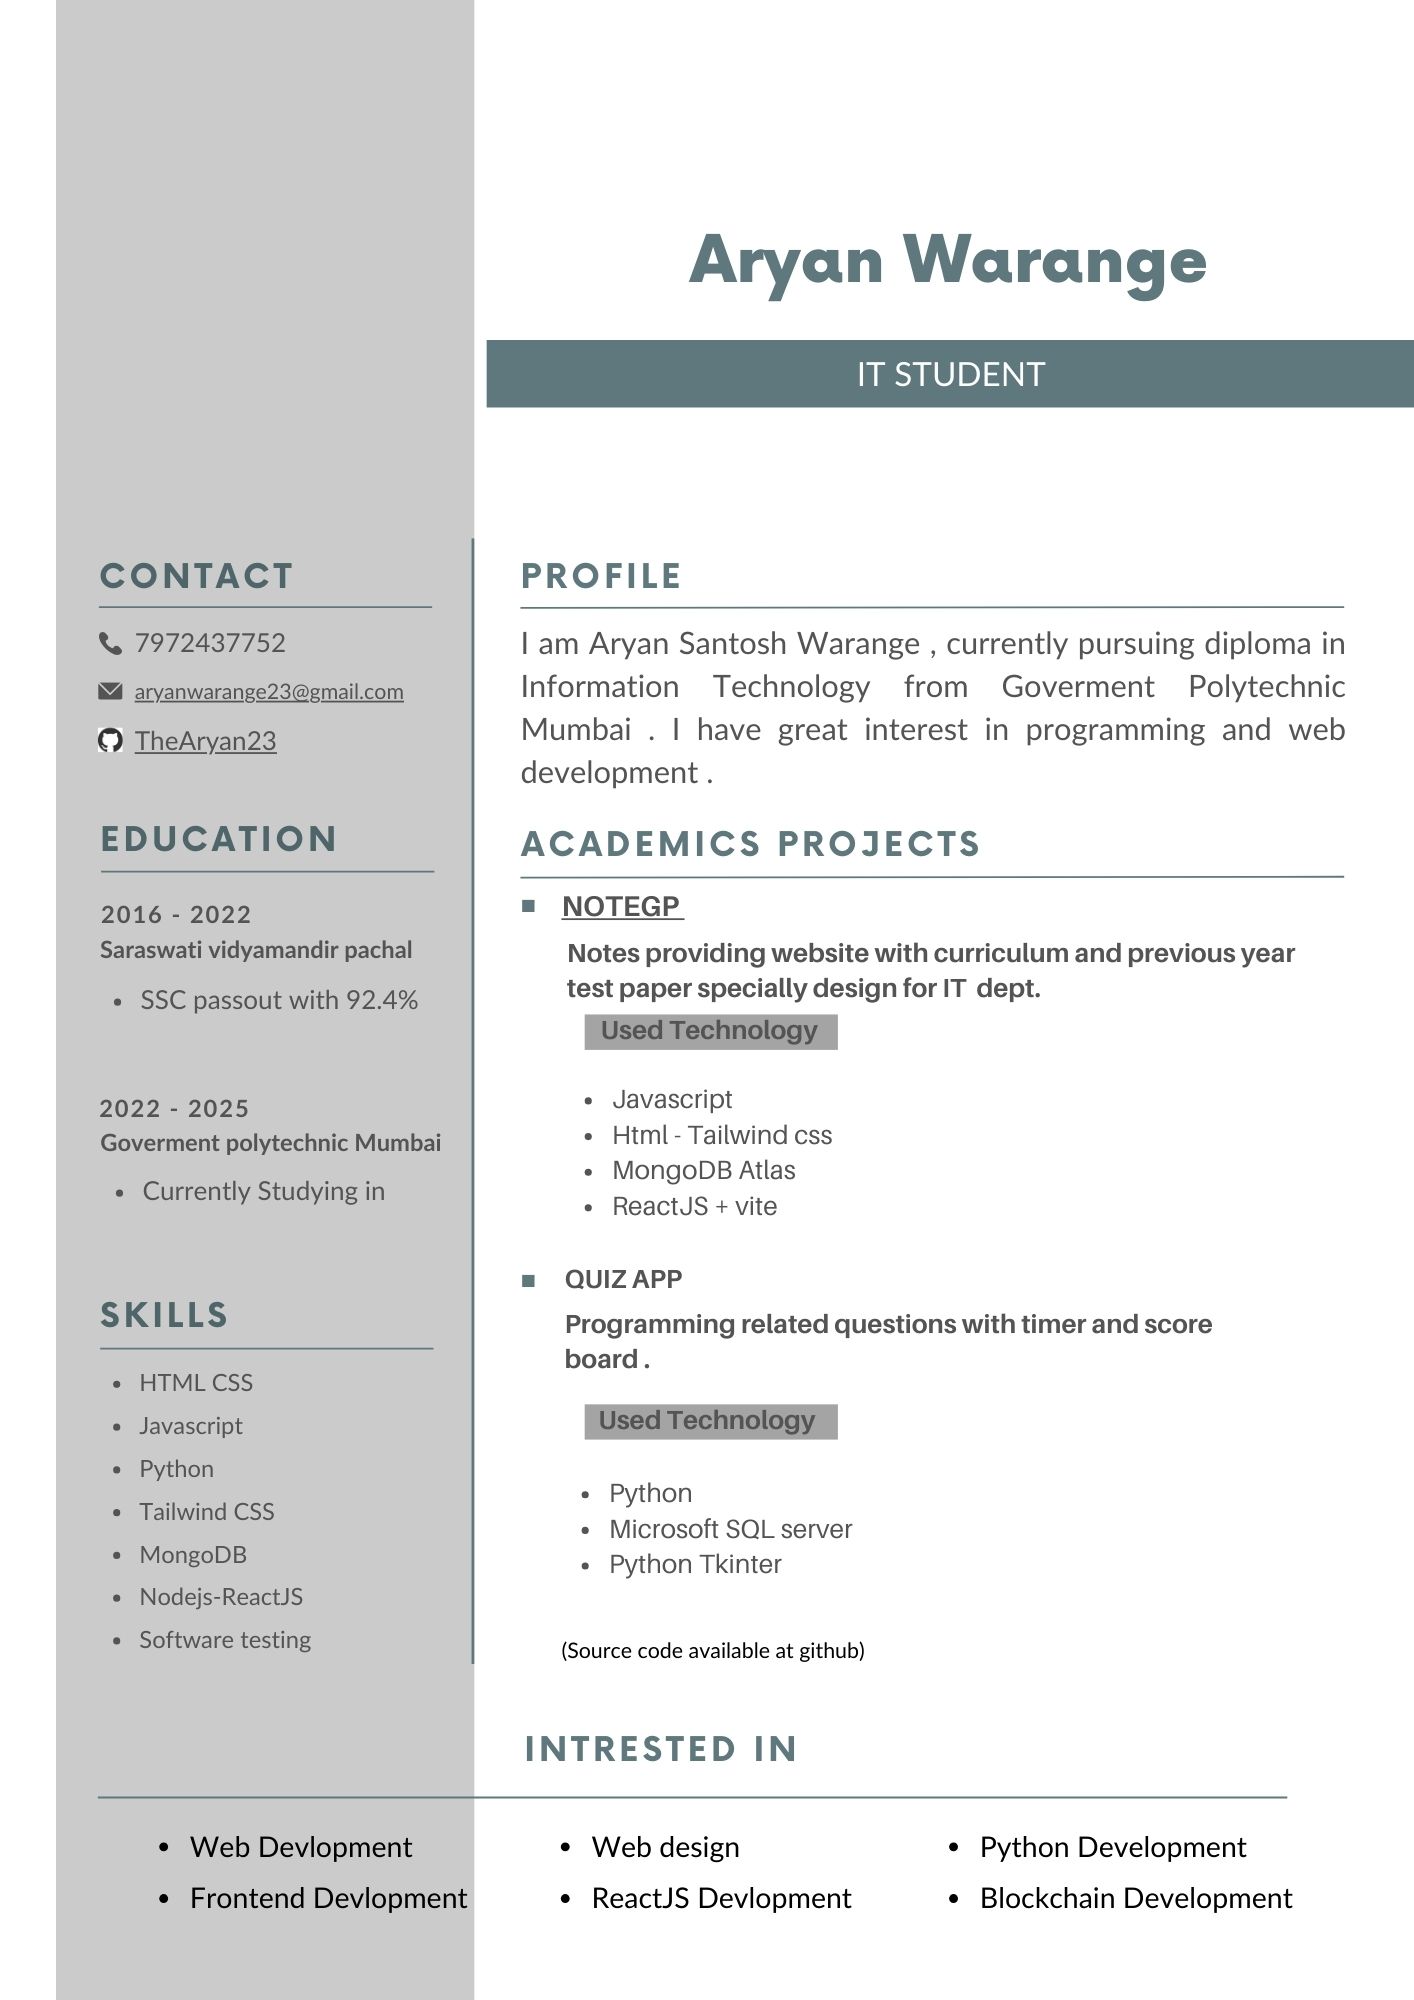 Aryan Warange
IT STUDENT
CONTACT
7972437752
aryanwarange23@gmail.com
TheAryan23
EDUCATION
2016 - 2022
Saraswati vidyamandir pachal
• SSC passout with 92.4%
2022 - 2025
Goverment polytechnic Mumbai
• Currently Studying in
SKILLS
• HTML CSS
• Javascript
• Python
• Tailwind CSS
• MongoDB
• Nodejs-ReactJS
• Software testing
PROFILE
I am Aryan Santosh Warange , currently pursuing diploma in
Information Technology from Goverment Polytechnic
Mumbai . I have great interest in programming and web
development .
ACADEMICS PROJECTS
NOTEGP
Notes providing website with curriculum and previous year
test paper specially design for IT dept.
Used Technology
• Javascript
• Html - Tailwind css
• MongoDB Atlas
• ReactJS + vite
QUIZ APP
Programming related questions with timer and score
board .
Used Technology
• Python
• Microsoft SQL server
• Python Tkinter
(Source code available at github)
INTRESTED IN
• Web Devlopment
• Frontend Devlopment
• Web design
• ReactJS Devlopment
• Python Development
• Blockchain Development